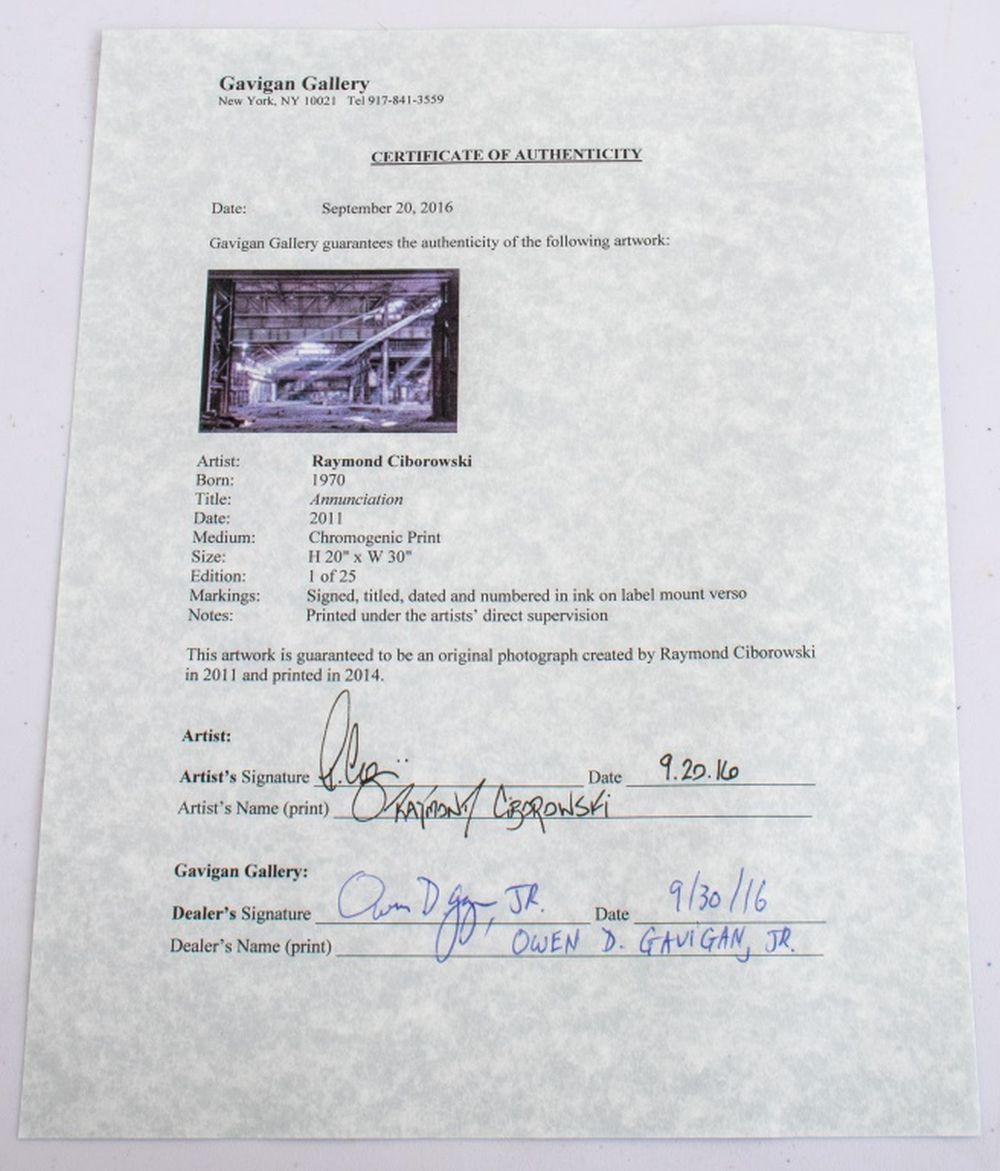 Gavigan Gallery
New York, NY 10021 Tel 917-841-3559
CERTIFICATE OF AUTHENTICITY
Date: September 20, 2016
Gavigan Gallery guarantees the authenticity of the following artwork:
Artist: Raymond Ciborowski
Born: 1970
Title: Annunciation
Date: 2011
Medium: Chromogenic Print
Size: H 20" x W 30"
Edition: 1 of 25
Markings: Signed, titled, dated and numbered in ink on label mount verso
Notes: Printed under the artists' direct supervision
This artwork is guaranteed to be an original photograph created by Raymond Ciborowski
in 2011 and printed in 2014.
Artist:
Artist's Signature Date 9.20.16
Artist's Name (print) RAYMOND CIBOROWSKI
Gavigan Gallery:
Dealer's Signature Owen D JR. Date 9/30/16
Dealer's Name (print) OWEN D. GAVIGAN, JR.